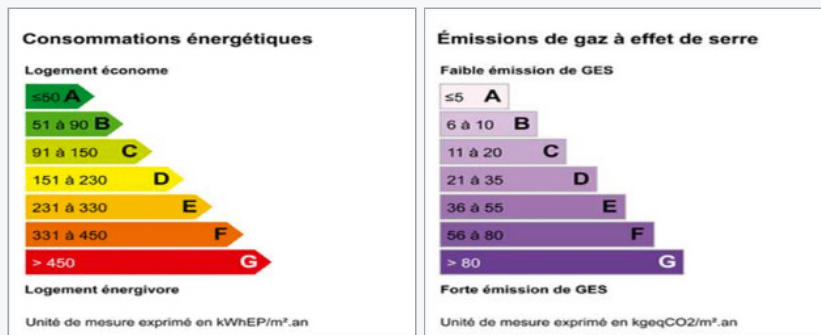 Consommations énergétiques
Logement économe
≤50 A
51 à 90 B
91 à 150 C
151 à 230 D
231 à 330 E
331 à 450 F
> 450 G
Logement énergivore
Unité de mesure exprimé en kWhEP/m².an
Émissions de gaz à effet de serre
Faible émission de GES
≤5 A
6 à 10 B
11 à 20 C
21 à 35 D
36 à 55 E
56 à 80 F
> 80 G
Forte émission de GES
Unité de mesure exprimé en kgeqCO2/m².an